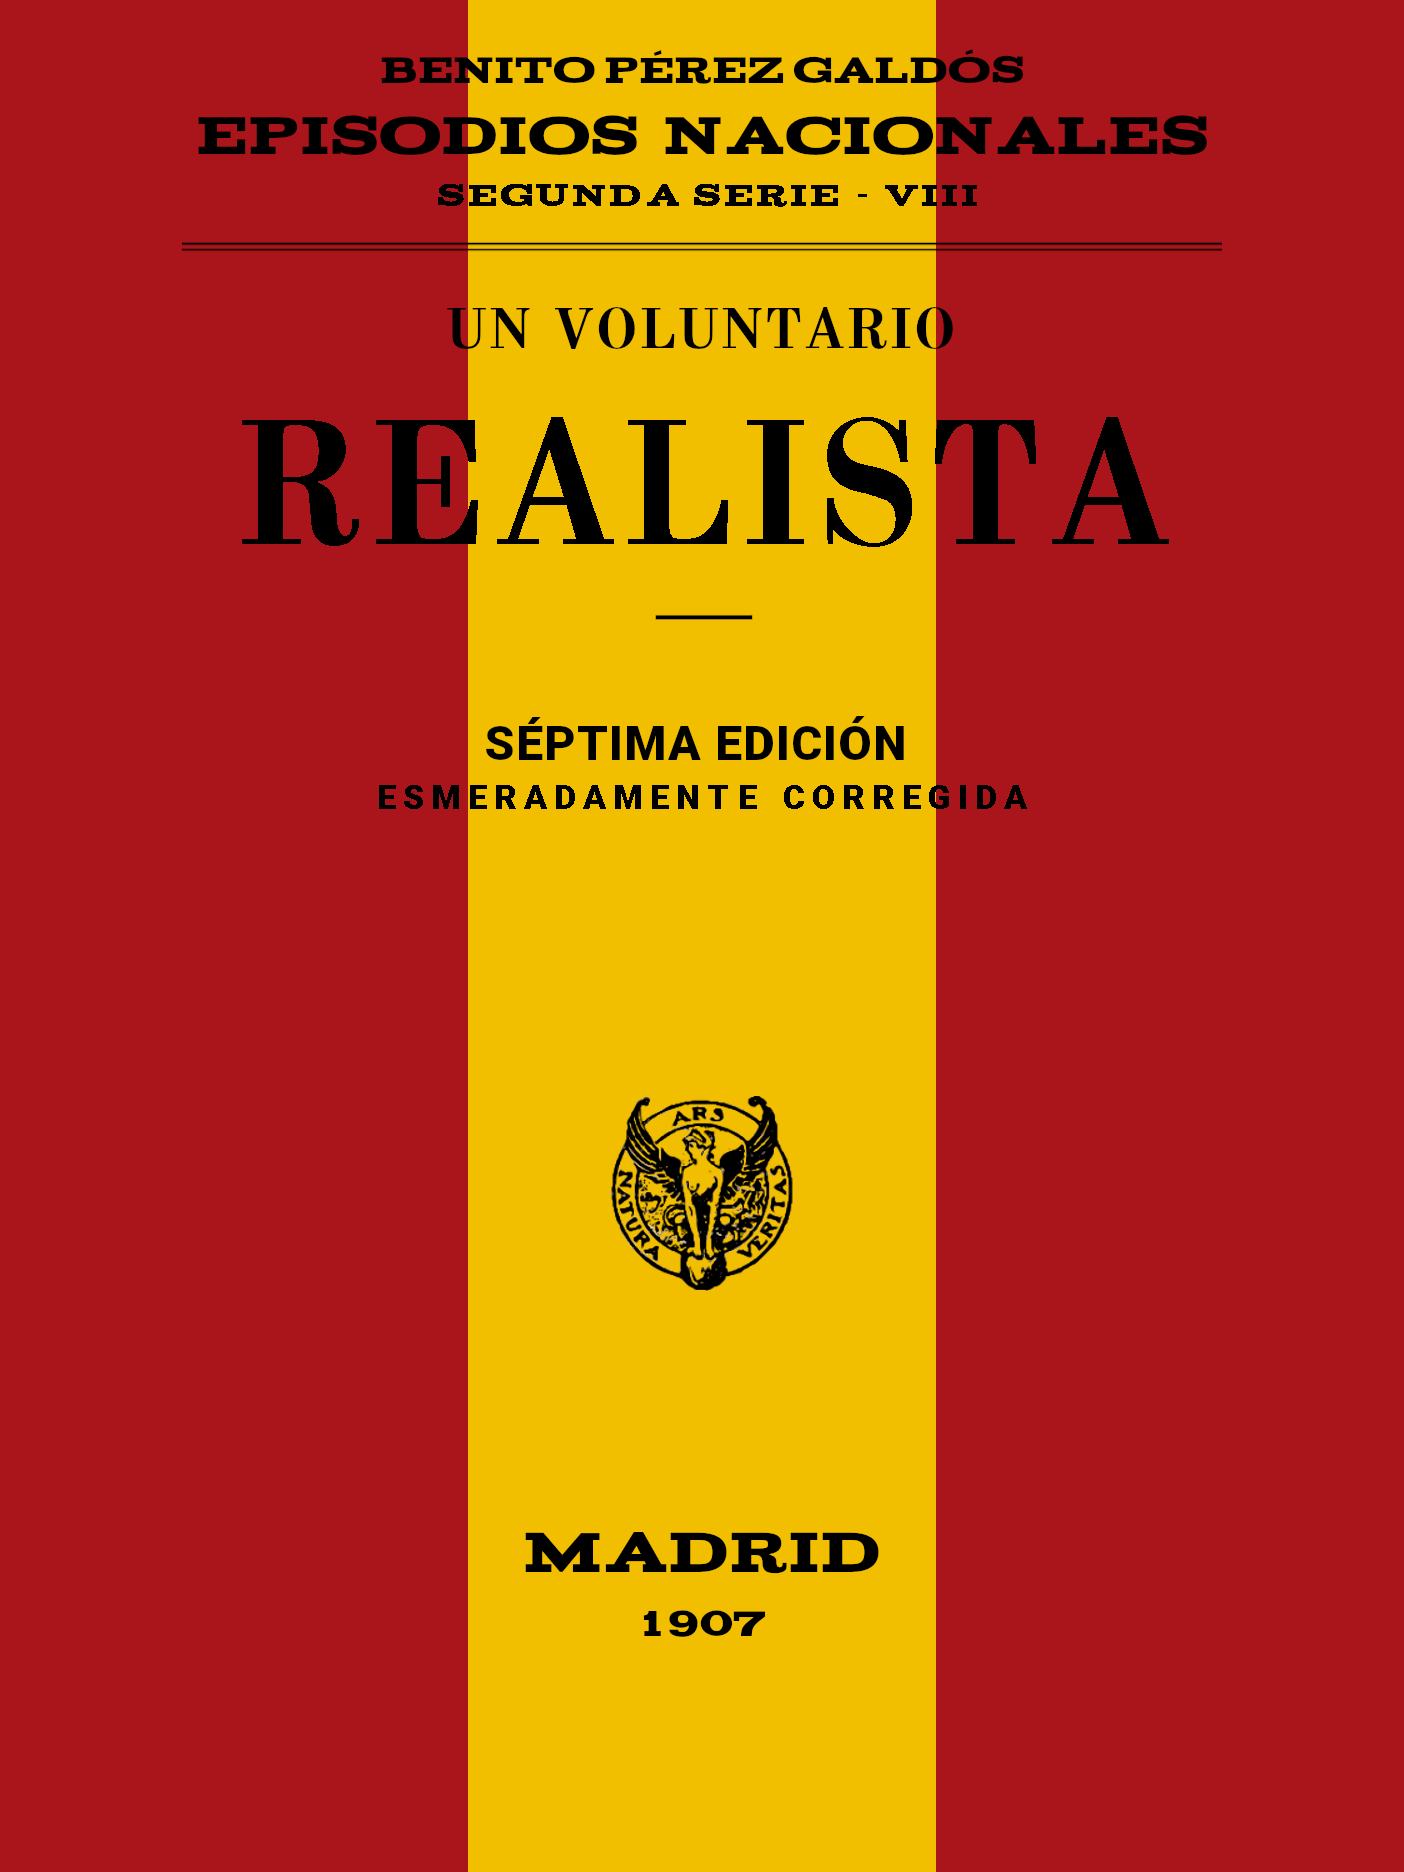 BENITO PÉREZ GALDÓS
EPISODIOS NACIONALES
SEGUNDA SERIE - VIII
UN VOLUNTARIO
REALISTA
SÉPTIMA EDICIÓN
ESMERADAMENTE CORREGIDA
ARS
NATURA
VERITAS
MADRID
1907